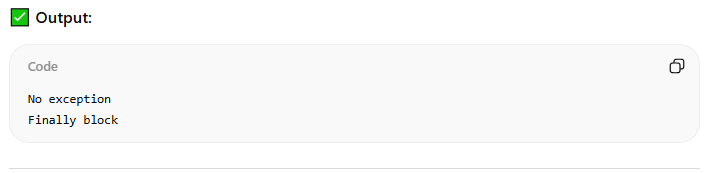 ✅ Output:
Code
No exception
Finally block